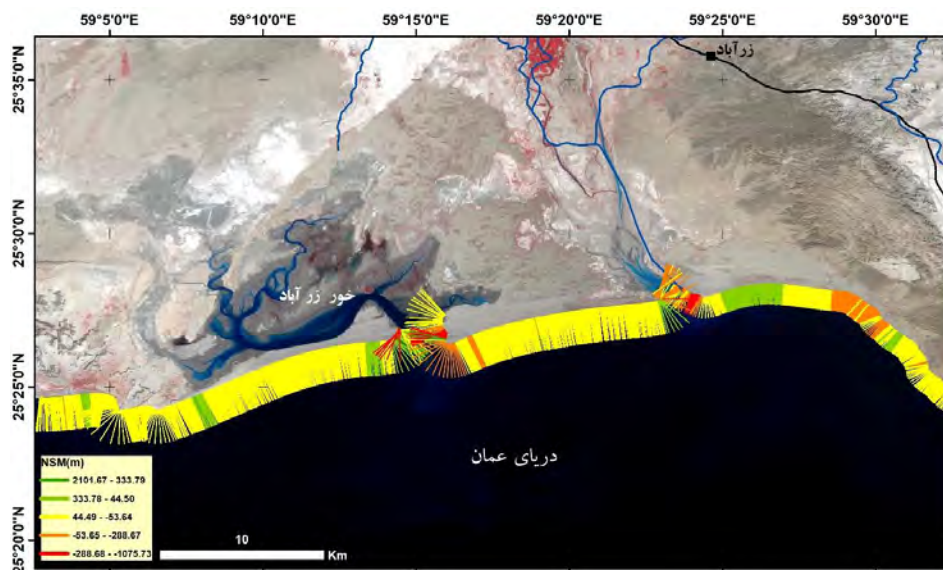 59°5'0"E 59°10'0"E 59°15'0"E 59°20'0"E 59°25'0"E 59°30'0"E
25°35'0"N
25°30'0"N
25°25'0"N
25°20'0"N
زرآباد
خور زر آباد
دریای عمان
NSM(m)
2101.67 - 333.79
333.78 - 44.50
44.49 - -53.64
-53.65 - -288.67
-288.68 - -1075.73
10
Km